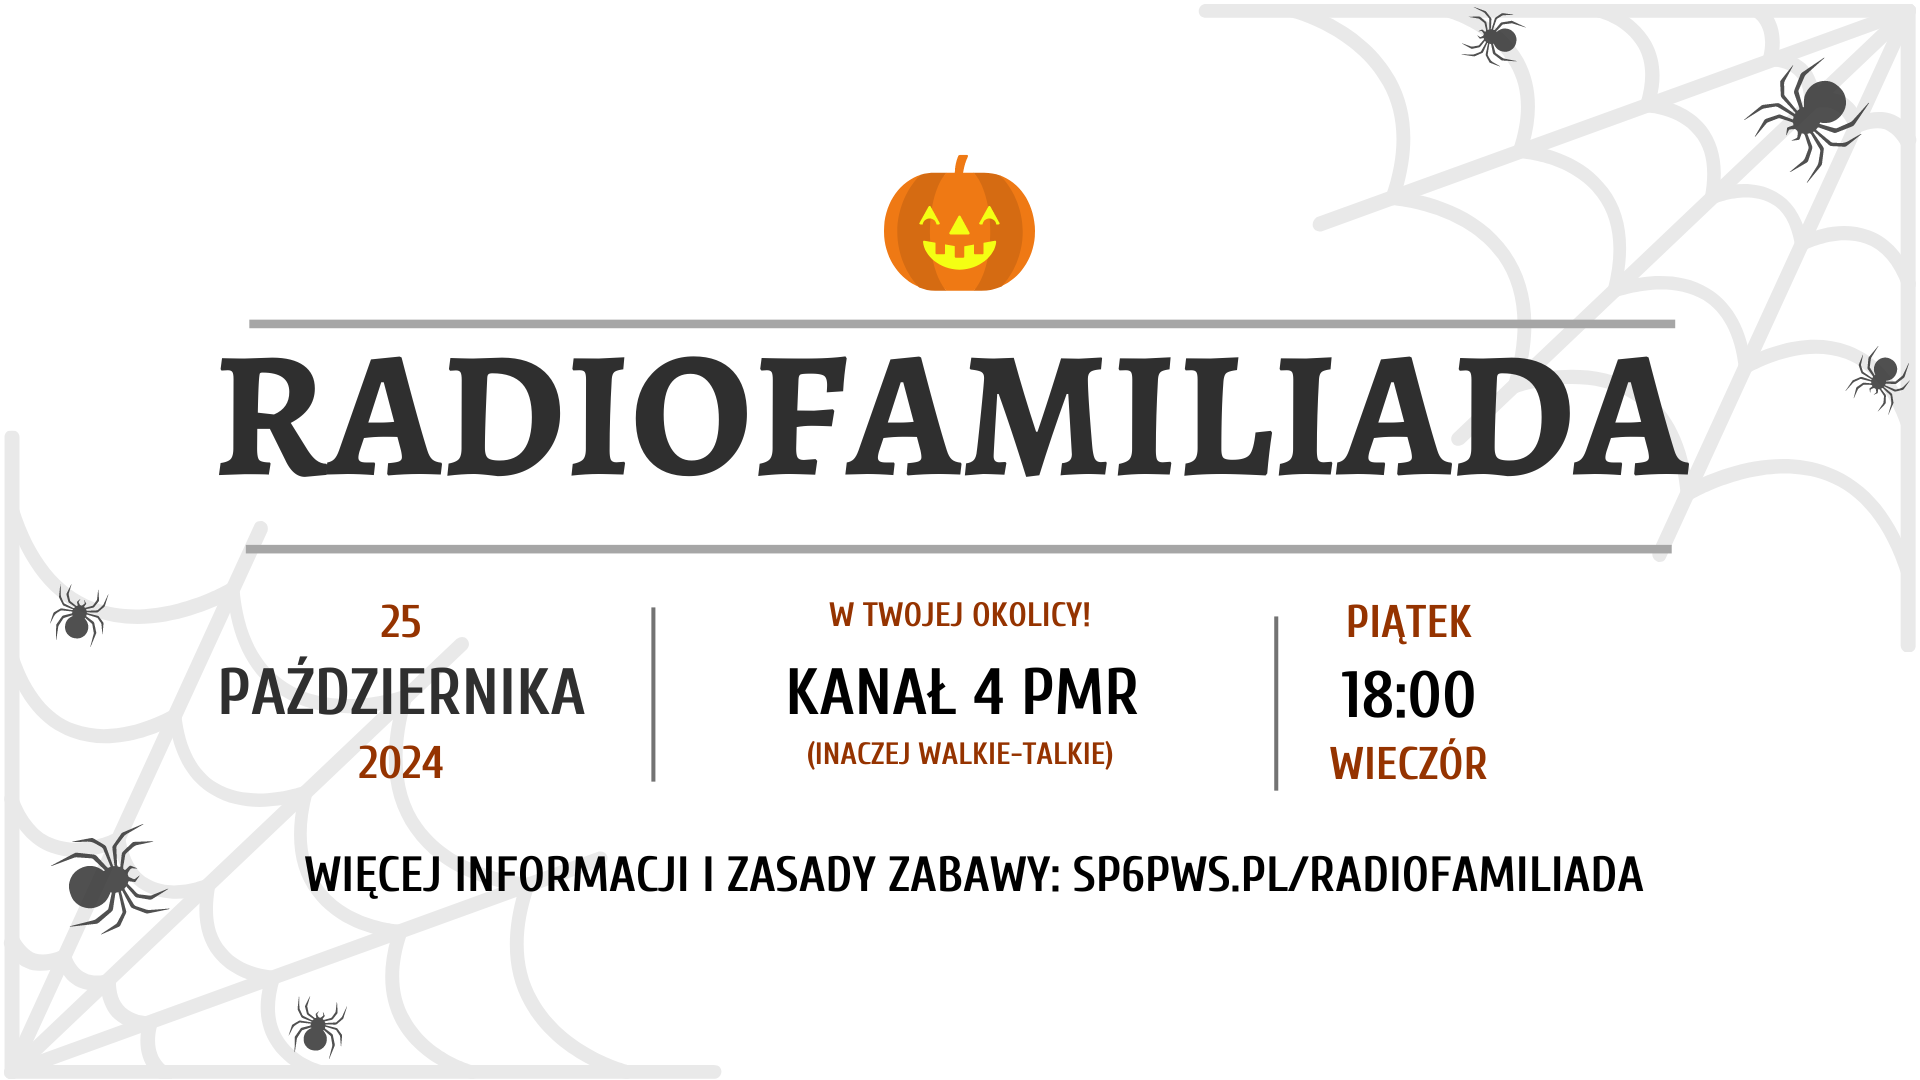 RADIOFAMILIADA
25
PAŹDZIERNIKA
2024
W TWOJEJ OKOLICY!
KANAŁ 4 PMR
(INACZEJ WALKIE-TALKIE)
PIĄTEK
18:00
WIECZÓR
WIĘCEJ INFORMACJI I ZASADY ZABAWY: SP6PWS.PL/RADIOFAMILIADA